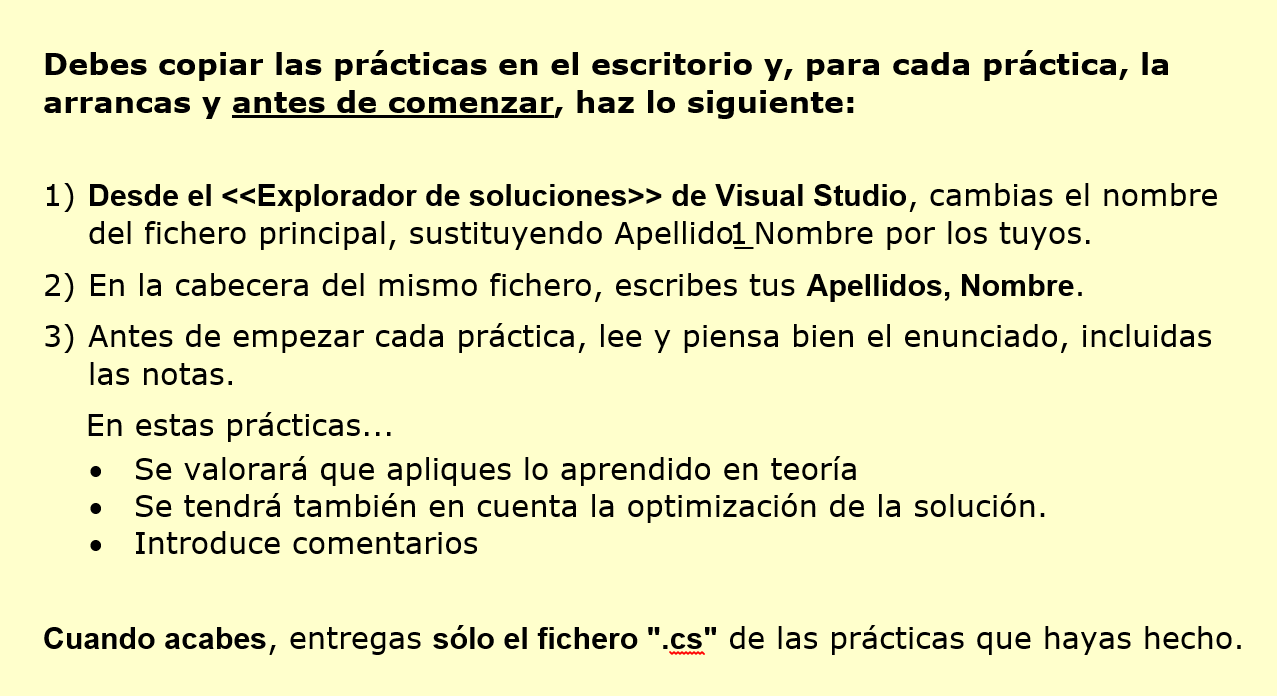 Debes copiar las prácticas en el escritorio y, para cada práctica, la
arrancas y antes de comenzar, haz lo siguiente:
1) Desde el <<Explorador de soluciones>> de Visual Studio, cambias el nombre
del fichero principal, sustituyendo Apellido1_Nombre por los tuyos.
2) En la cabecera del mismo fichero, escribes tus Apellidos, Nombre.
3) Antes de empezar cada práctica, lee y piensa bien el enunciado, incluidas
las notas.
En estas prácticas...
• Se valorará que apliques lo aprendido en teoría
• Se tendrá también en cuenta la optimización de la solución.
• Introduce comentarios
Cuando acabes, entregas sólo el fichero ".cs" de las prácticas que hayas hecho.